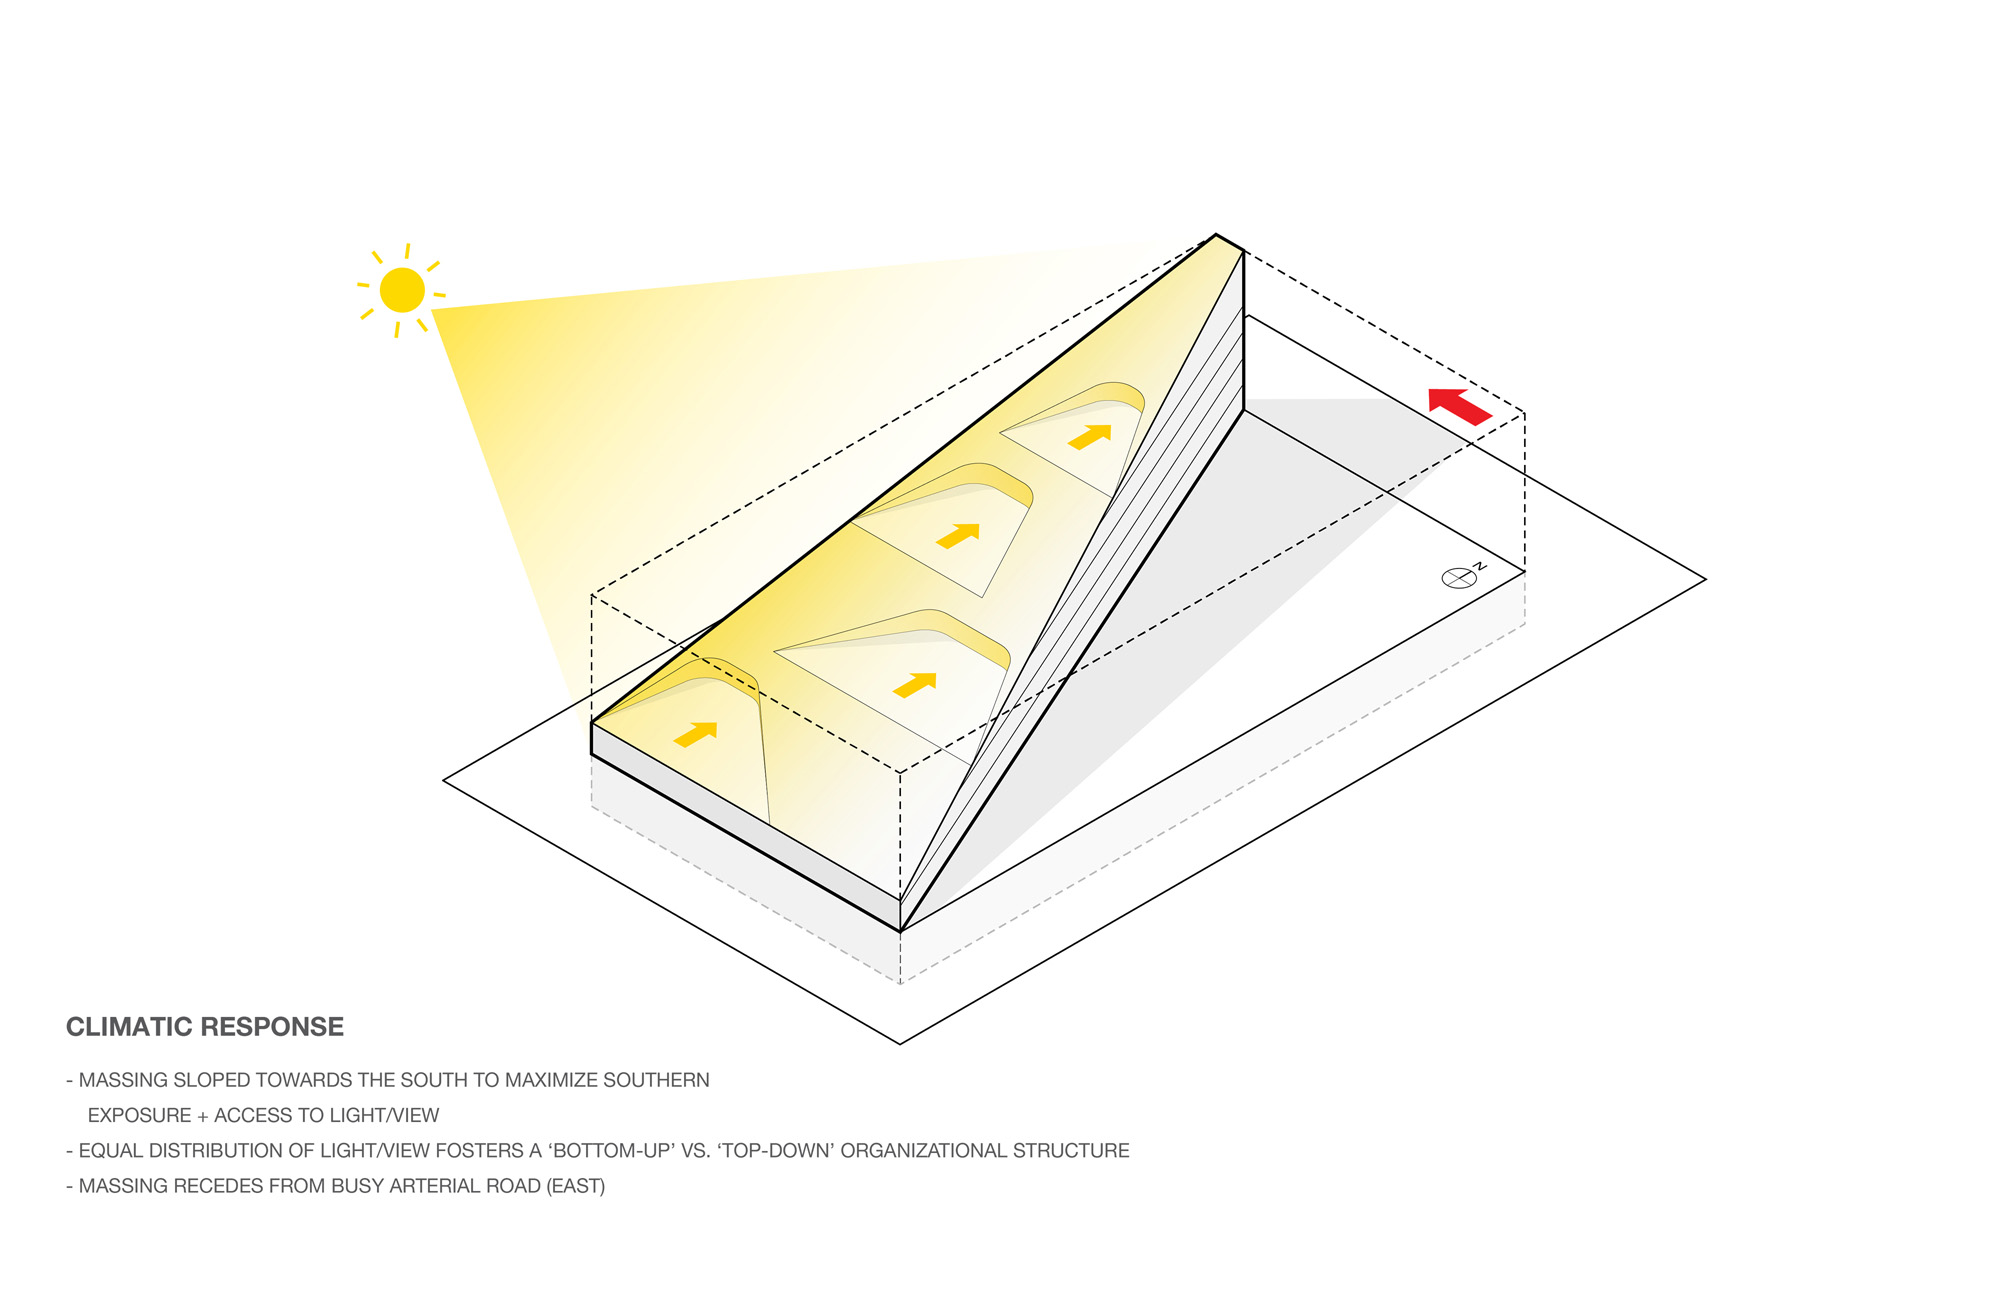 N
CLIMATIC RESPONSE
- MASSING SLOPED TOWARDS THE SOUTH TO MAXIMIZE SOUTHERN
EXPOSURE + ACCESS TO LIGHT/VIEW
- EQUAL DISTRIBUTION OF LIGHT/VIEW FOSTERS A ‘BOTTOM-UP’ VS. ‘TOP-DOWN’ ORGANIZATIONAL STRUCTURE
- MASSING RECEDES FROM BUSY ARTERIAL ROAD (EAST)